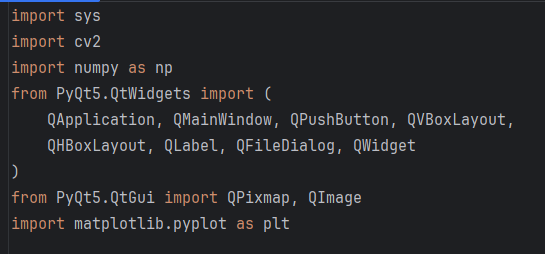 import sys
import cv2
import numpy as np
from PyQt5.QtWidgets import (
    QApplication, QMainWindow, QPushButton, QVBoxLayout,
    QHBoxLayout, QLabel, QFileDialog, QWidget
)
from PyQt5.QtGui import QPixmap, QImage
import matplotlib.pyplot as plt